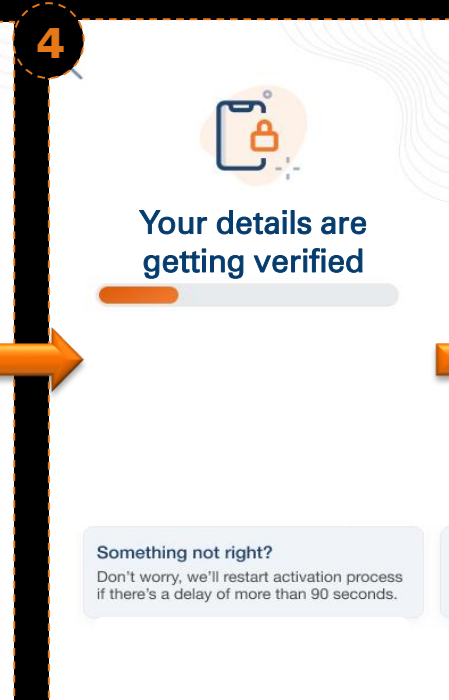 4
Your details are
getting verified
Something not right?
Don't worry, we'll restart activation process
if there's a delay of more than 90 seconds.